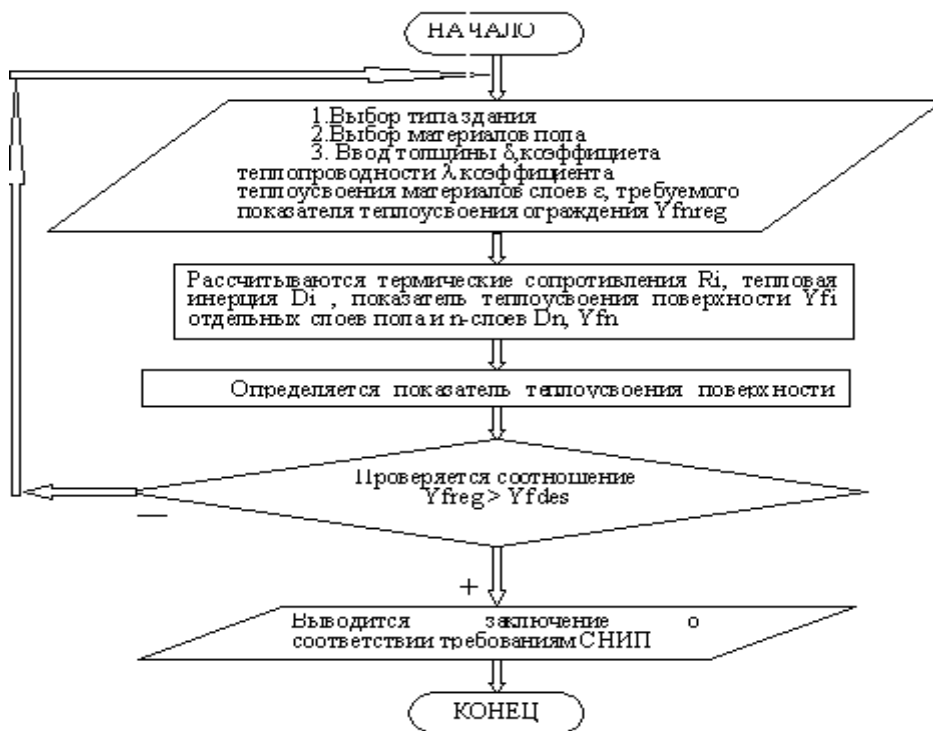 НАЧАЛО
1.Выбор типа здания
2.Выбор материалов пола
3. Ввод толщины δ,коэффициета
теплопроводности λ.коэффициента
теплоусвоения материалов слоев ε, требуемого
показателя теплоусвоения ограждения Yfnreg
Рассчитываются термические сопротивления Ri, тепловая
инерция Di , показатель теплоусвоения поверхности Yfi
отдельных слоев пола и n-слоев Dn, Yfn
Определяется показатель теплоусвоения поверхности
Проверяется соотношение
Yfreg > Yfdes
—
+
Выводится заключение о
соответствии требованиям СНИП
КОНЕЦ